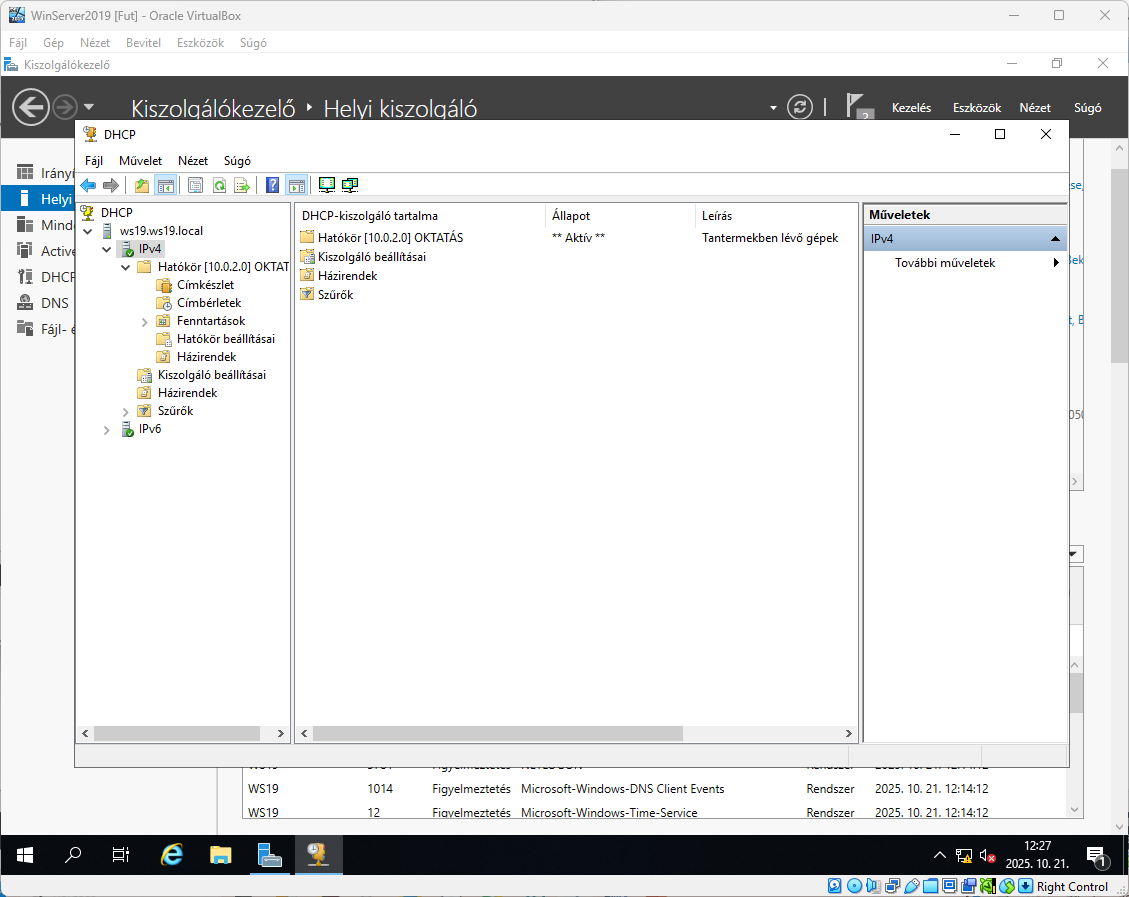 WinServer2019 [Fut] - Oracle VirtualBox
Fájl Gép Nézet Bevitel Eszközök Súgó
Kiszolgálókezelő
Kiszolgálókezelő Helyi kiszolgáló
Kezelés Eszközök Nézet Súgó
DHCP
Fájl Művelet Nézet Súgó
Irányí
Helyi
Mind
Active
DHCP
DNS
Fájl- é
DHCP
ws19.ws19.local
IPv4
Hatókör [10.0.2.0] OKTAT
Címkészlet
Címbérletek
Fenntartások
Hatókör beállításai
Házirendek
Kiszolgáló beállításai
Házirendek
Szűrők
IPv6
DHCP-kiszolgáló tartalma Állapot Leírás
Hatókör [10.0.2.0] OKTATÁS ** Aktív ** Tantermekben lévő gépek
Kiszolgáló beállításai
Házirendek
Szűrők
Műveletek
IPv4
További műveletek
WS19 1014 Figyelmeztetés Microsoft-Windows-DNS Client Events Rendszer 2025. 10. 21. 12:14:12
WS19 12 Figyelmeztetés Microsoft-Windows-Time-Service Rendszer 2025. 10. 21. 12:14:12
12:27
2025. 10. 21.
1
Right Control